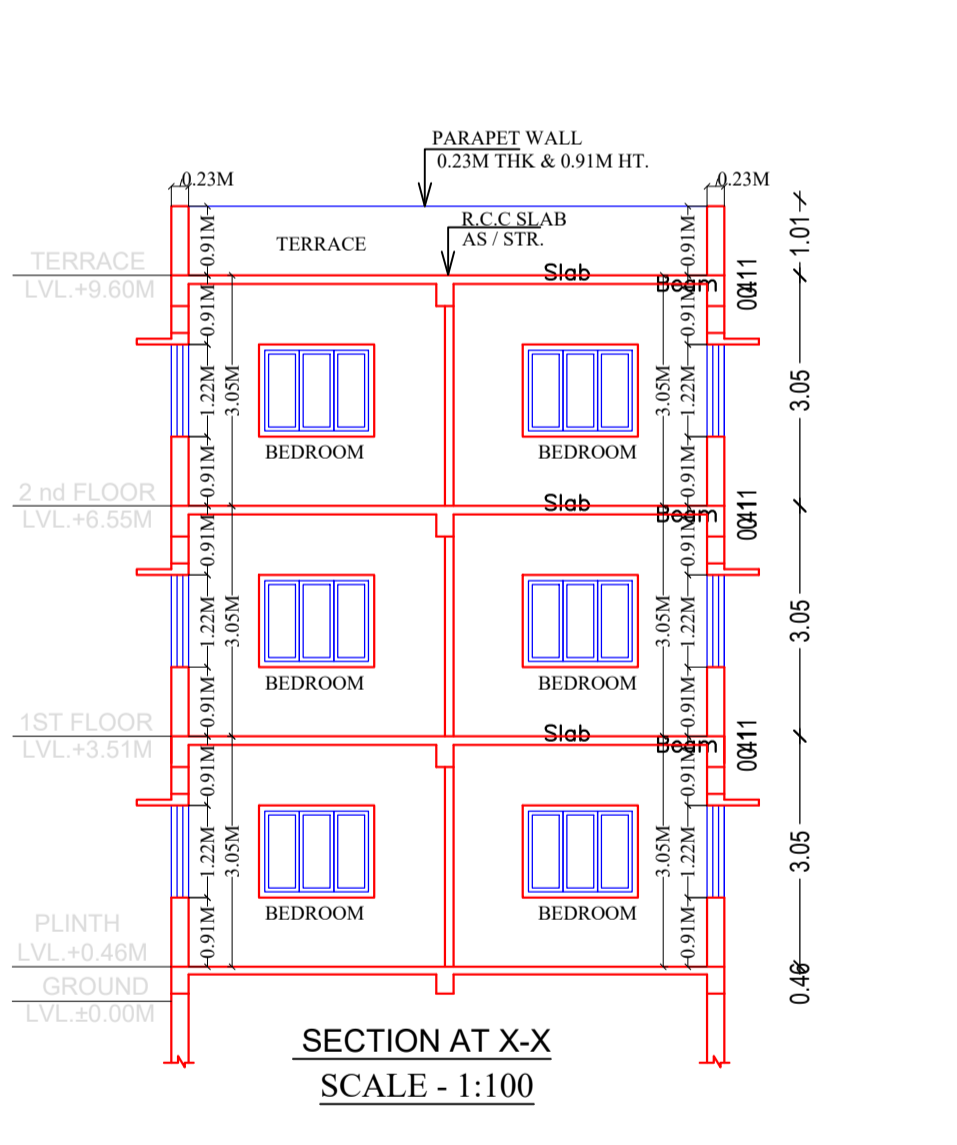 PARAPET WALL
0.23M THK & 0.91M HT.
0.23M
0.23M
R.C.C SLAB
AS / STR.
TERRACE
0.91M
0.91M
1.01
TERRACE
LVL.+9.60M
Slab
Beam
0.91M
1.22M
0.91M
3.05M
BEDROOM
BEDROOM
3.05M
0.91M
1.22M
0.91M
3.05
2 nd FLOOR
LVL.+6.55M
Slab
Beam
0.91M
1.22M
0.91M
3.05M
BEDROOM
BEDROOM
3.05M
0.91M
1.22M
0.91M
3.05
1ST FLOOR
LVL.+3.51M
Slab
Beam
0.91M
1.22M
0.91M
3.05M
BEDROOM
BEDROOM
3.05M
0.91M
1.22M
0.91M
3.05
PLINTH
LVL.+0.46M
0.46
GROUND
LVL.±0.00M
SECTION AT X-X
SCALE - 1:100